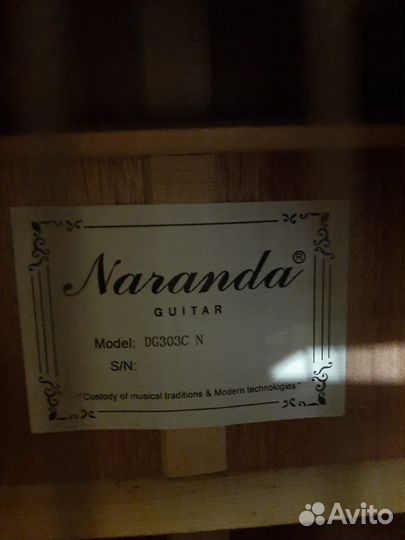 Naranda®
GUITAR
Model: DG303C N
S/N:
"Custody of musical traditions & Modern technologies"
Avito